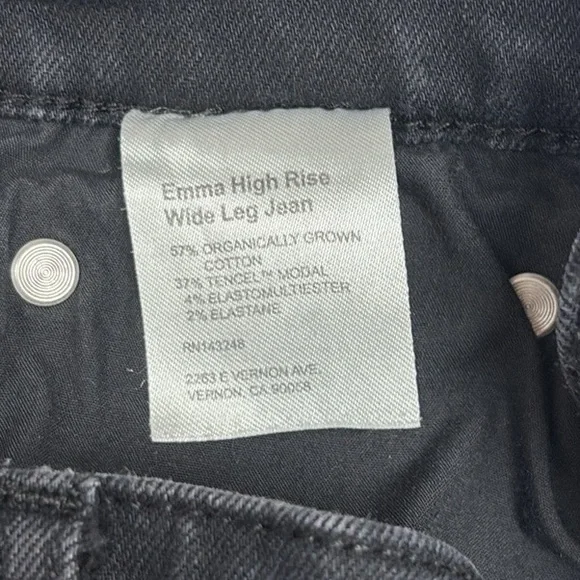 Emma High Rise
Wide Leg Jean
57% ORGANICALLY GROWN
COTTON
37% TENCEL™ MODAL
4% ELASTOMULTIESTER
2% ELASTANE
RN143248
2263 E VERNON AVE,
VERNON, CA 90058